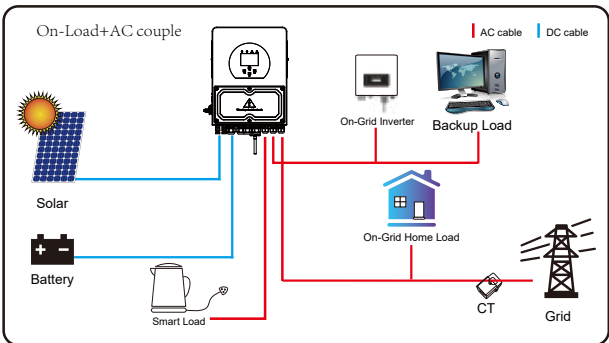 On-Load+AC couple
AC cable
DC cable
On-Grid Inverter
Backup Load
Solar
On-Grid Home Load
Battery
Smart Load
CT
Grid